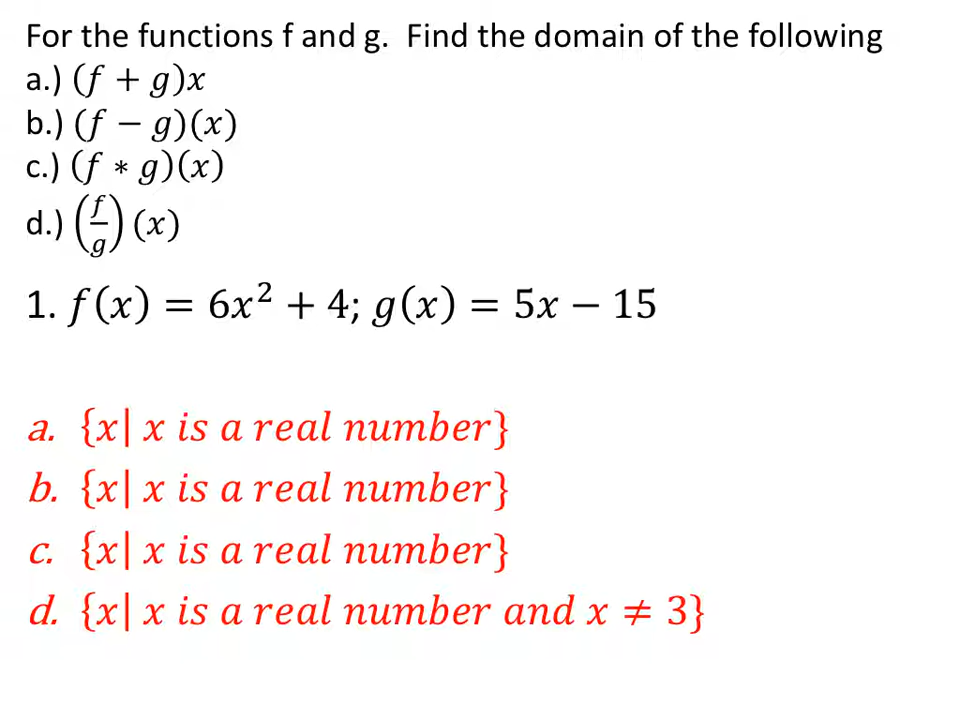 For the functions f and g.  Find the domain of the following
a.) (f + g)x
b.) (f − g)(x)
c.) (f ∗ g)(x)
d.) (f/g)(x)
1. f(x) = 6x² + 4; g(x) = 5x − 15
a. {x| x is a real number}
b. {x| x is a real number}
c. {x| x is a real number}
d. {x| x is a real number and x ≠ 3}